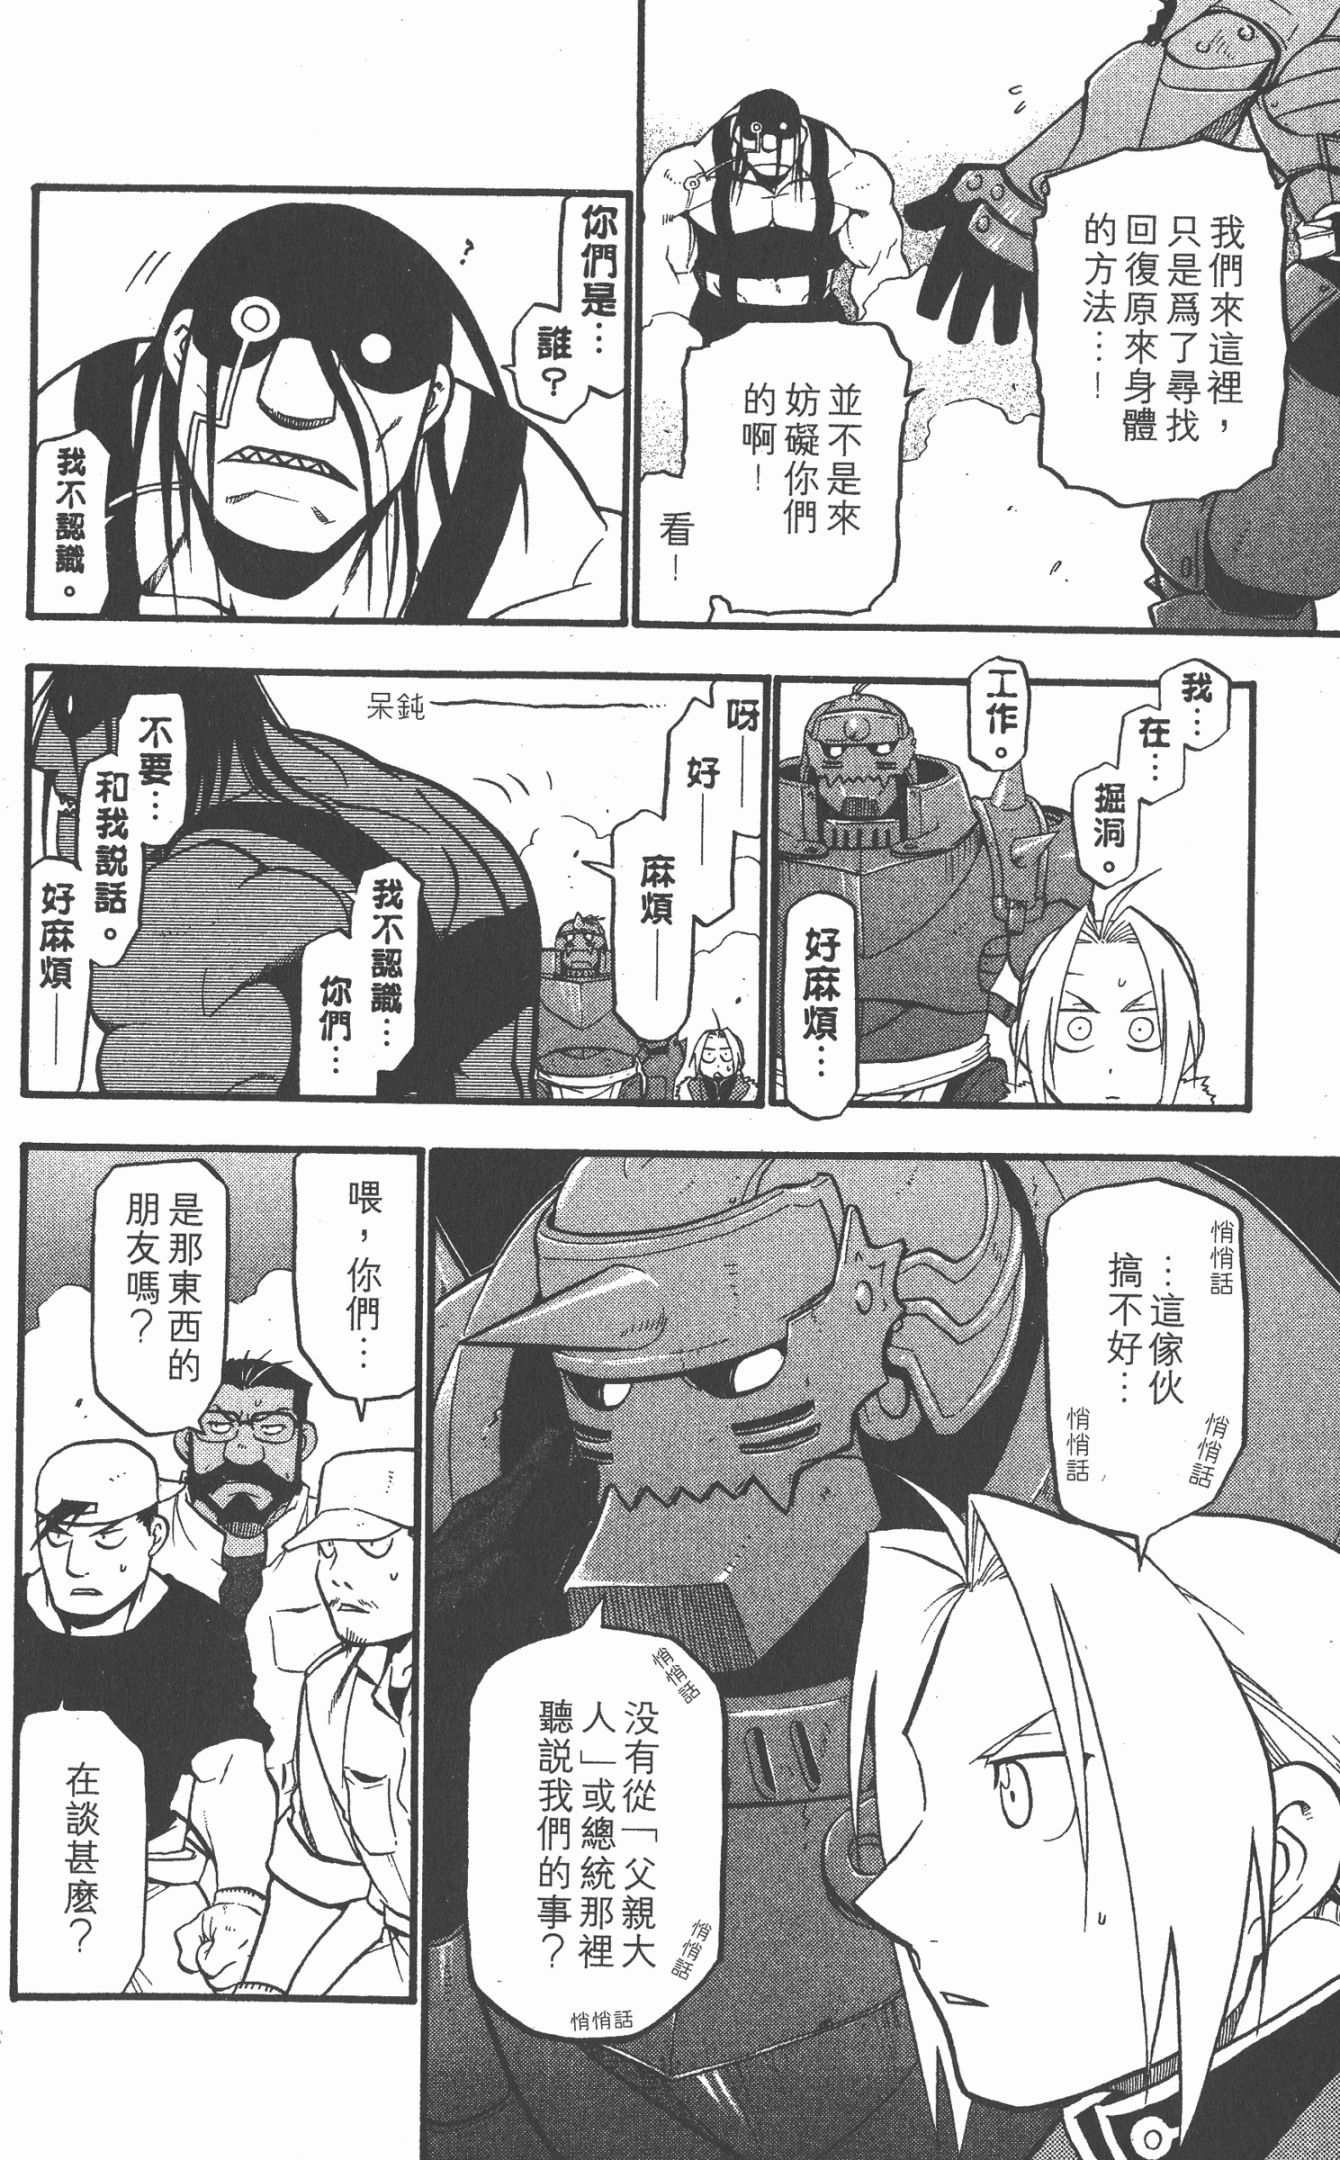 我們來這裡，
只是爲了尋找
回復原來身體
的方法…！
並不是來
妨礙你們
的啊！
看！
你們是…
誰？
我不認識。
我…
在…
掘洞。
工作。
好麻煩…
呀——
好——
麻煩——
呆鈍
我不認識…
你們…
不要…
和我説話。
好麻煩——
悄悄話
…這傢伙
搞不好…
悄悄話
悄悄話
悄悄話
没有從「父親大
人」或總統那裡
聽説我們的事？
悄悄話
悄悄話
喂，你們…
是那東西的
朋友嗎？
在談甚麽？